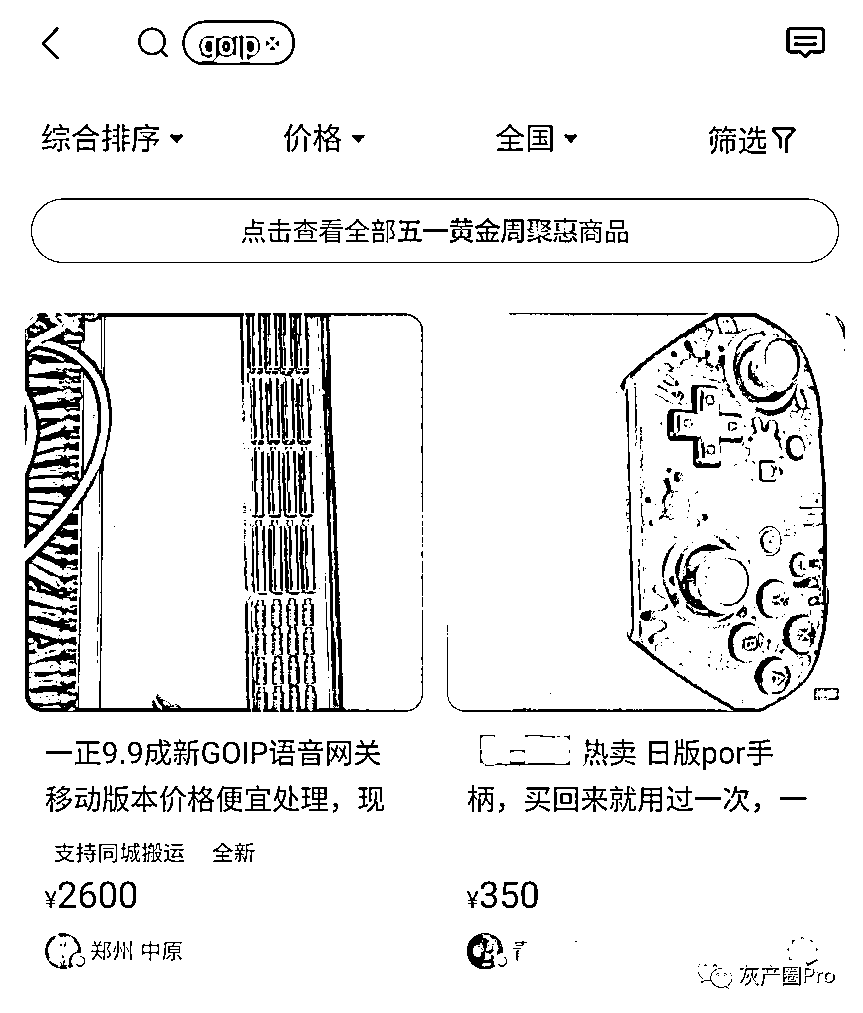 goip
综合排序
价格
全国
筛选
点击查看全部五一黄金周聚惠商品
一正9.9成新GOIP语音网关
移动版本价格便宜处理，现
支持同城搬运 全新
¥2600
郑州 中原
热卖 日版por手
柄，买回来就用过一次，一
¥350
灰产圈Pro